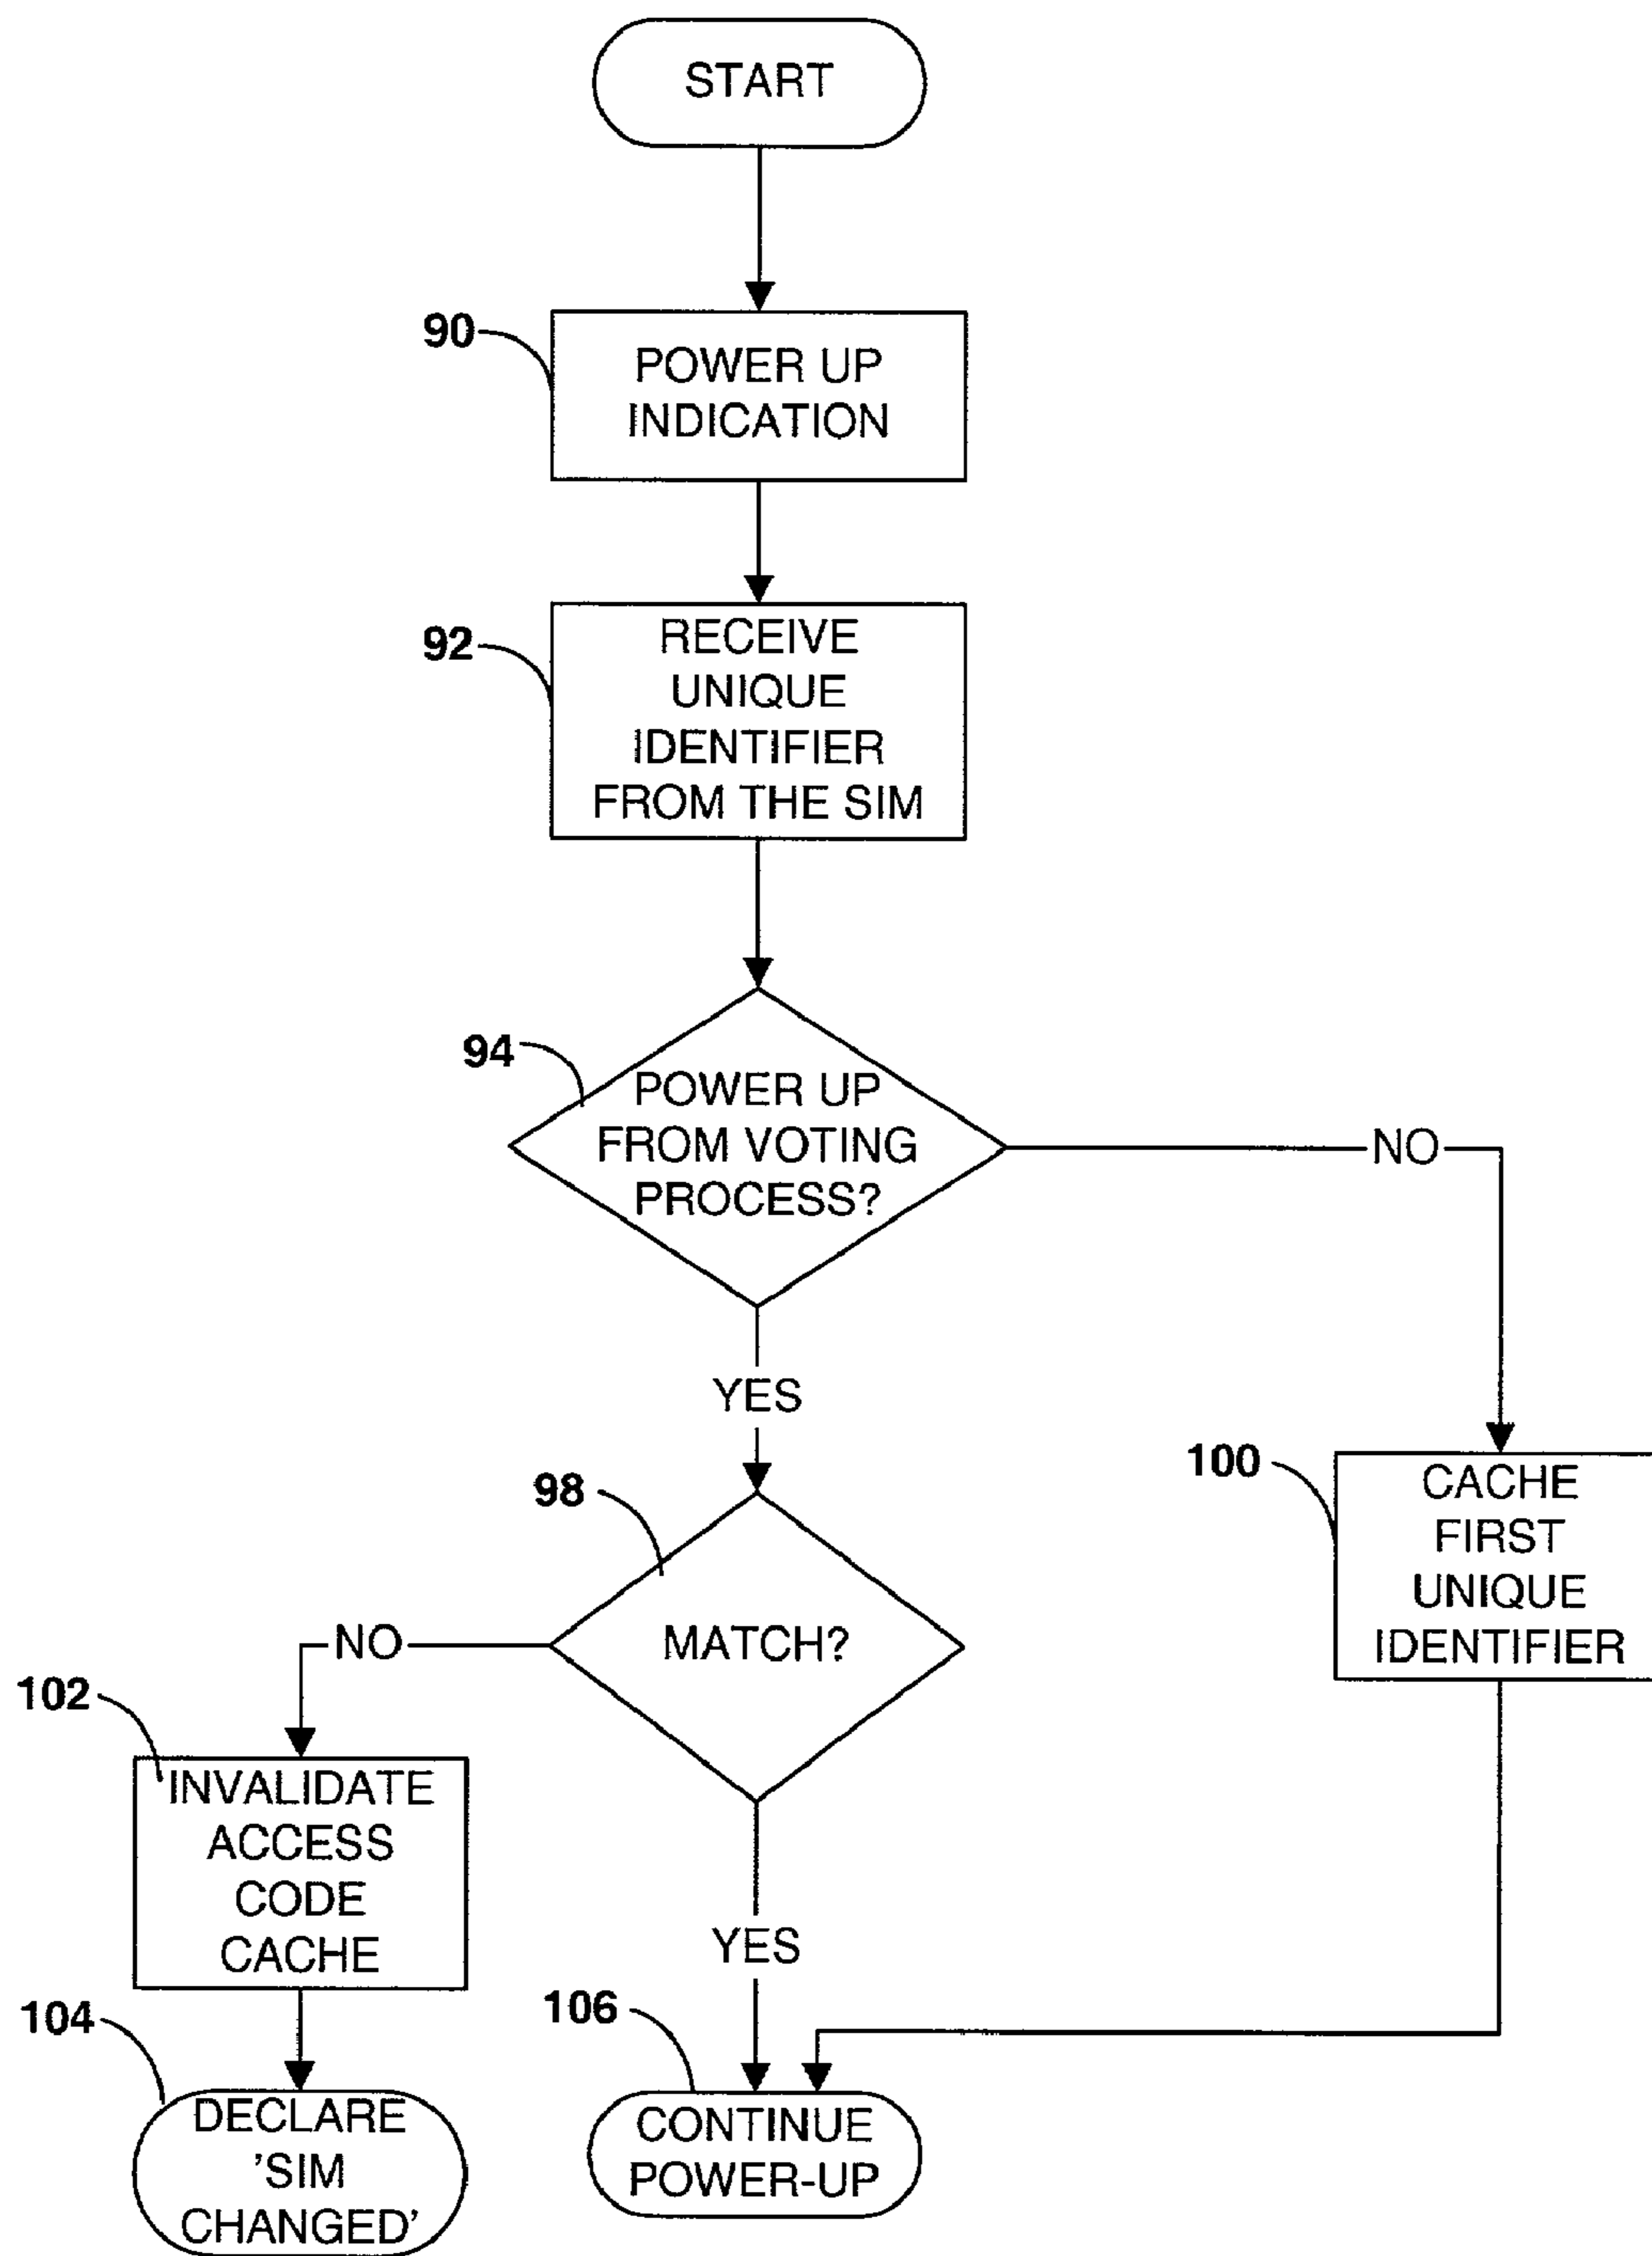 START
90
POWER UP
INDICATION
92
RECEIVE
UNIQUE
IDENTIFIER
FROM THE SIM
94
POWER UP
FROM VOTING
PROCESS?
NO
YES
98
MATCH?
100
CACHE
FIRST
UNIQUE
IDENTIFIER
NO
102
INVALIDATE
ACCESS
CODE
CACHE
YES
104
DECLARE
'SIM
CHANGED'
106
CONTINUE
POWER-UP